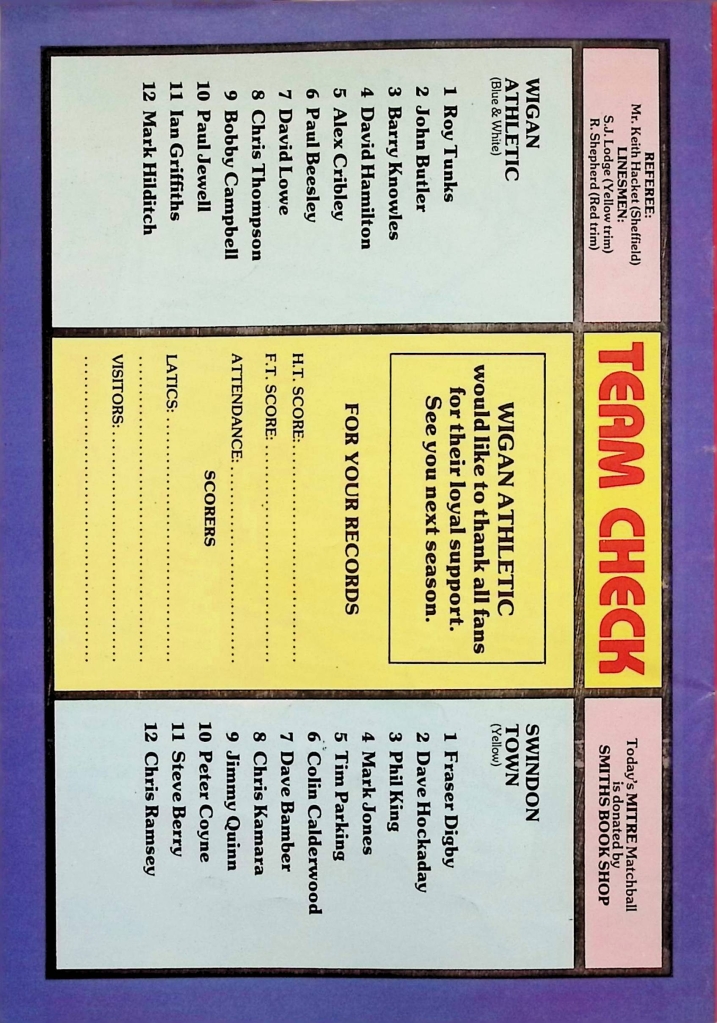 REFEREE:
Mr. Keith Hacket (Sheffield)
LINESMEN:
S.J. Lodge (Yellow trim)
R. Shepherd (Red trim)
TEAM CHECK
Today's MITRE Matchball
is donated by
SMITHS BOOK SHOP
WIGAN
ATHLETIC
(Blue & White)
1 Roy Tunks
2 John Butler
3 Barry Knowles
4 David Hamilton
5 Alex Cribley
6 Paul Beesley
7 David Lowe
8 Chris Thompson
9 Bobby Campbell
10 Paul Jewell
11 Ian Griffiths
12 Mark Hilditch
WIGAN ATHLETIC
would like to thank all fans
for their loyal support.
See you next season.
FOR YOUR RECORDS
H.T. SCORE:
F.T. SCORE:
ATTENDANCE:
SCORERS
LATICS:
VISITORS:
SWINDON
TOWN
(Yellow)
1 Fraser Digby
2 Dave Hockaday
3 Phil King
4 Mark Jones
5 Tim Parking
6 Colin Calderwood
7 Dave Bamber
8 Chris Kamara
9 Jimmy Quinn
10 Peter Coyne
11 Steve Berry
12 Chris Ramsey